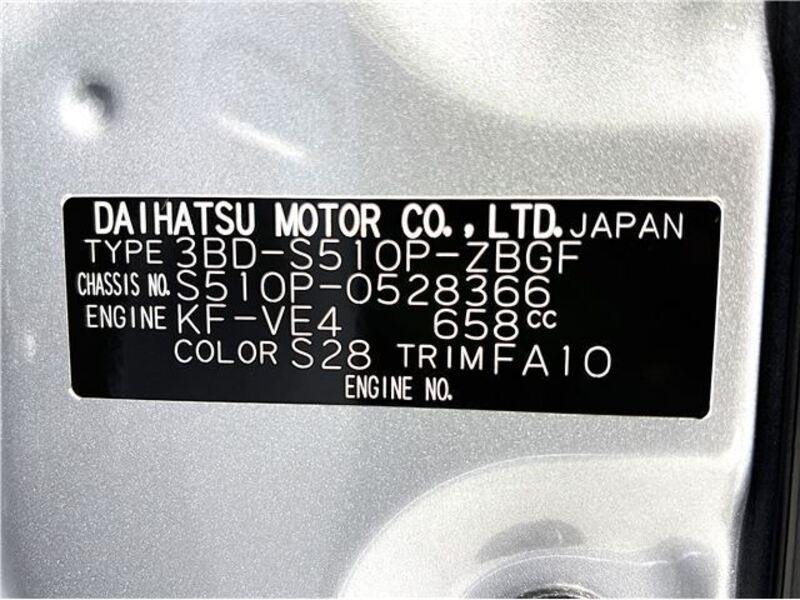 DAIHATSU MOTOR CO.,LTD. JAPAN
TYPE 3BD-S510P-ZBGF
CHASSIS NO. S510P-0528366
ENGINE KF-VE4 658cc
COLOR S28 TRIM FA10
ENGINE NO.